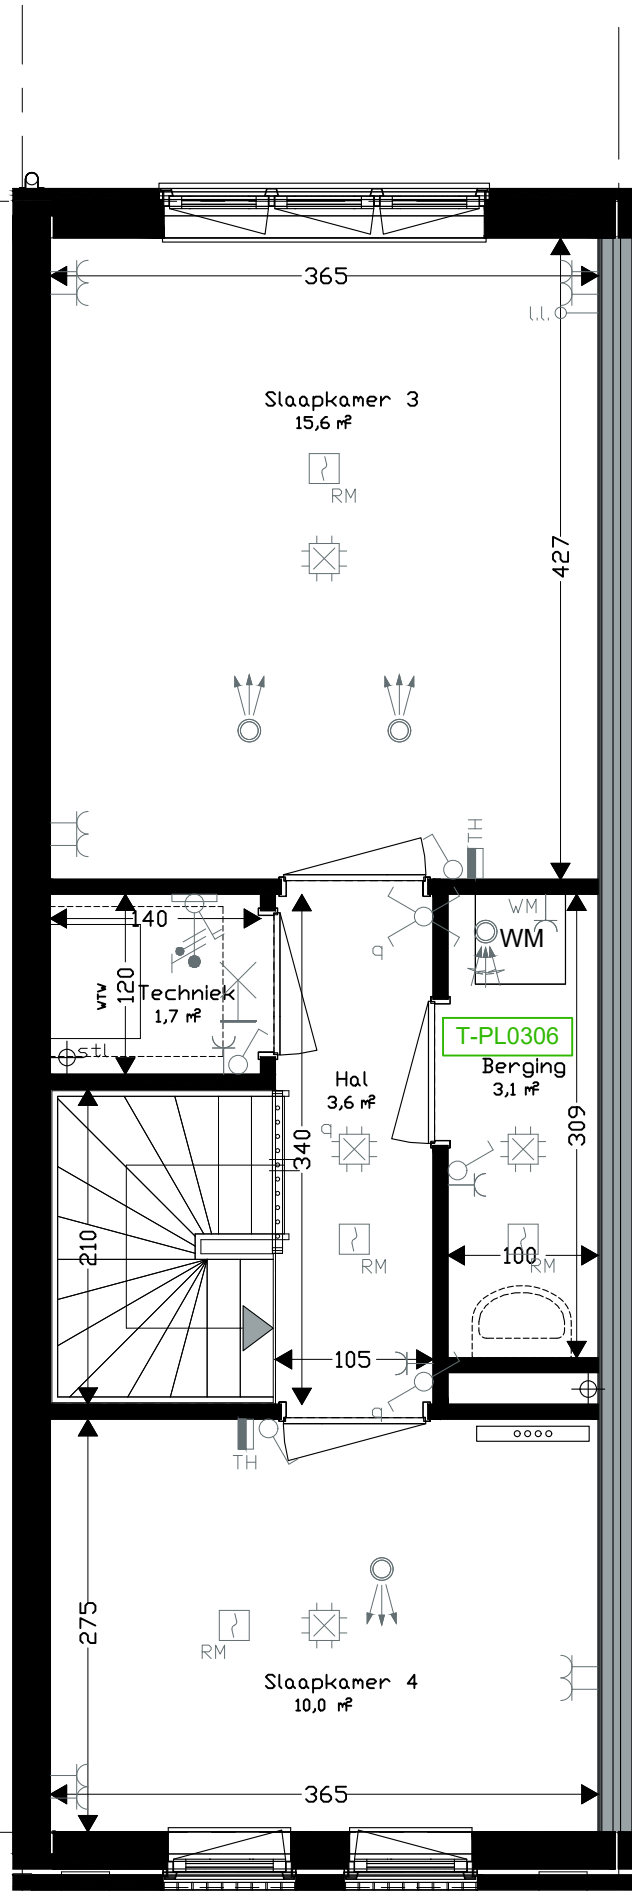 365
l.l.
Slaapkamer 3
15,6 m²
RM
427
TH
WM
WM
140
a
120
WTW
Techniek
1,7 m²
stl
T-PL0306
Berging
3,1 m²
Hal
3,6 m²
a
309
340
210
100
RM
RM
105
a
TH
275
RM
Slaapkamer 4
10,0 m²
365